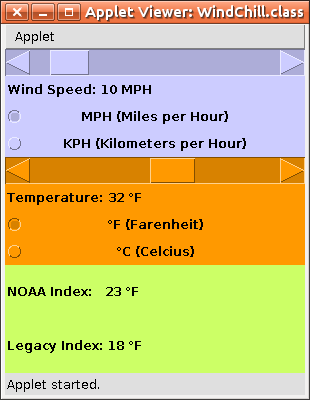 Applet Viewer: WindChill.class
Applet
Wind Speed: 10 MPH
MPH (Miles per Hour)
KPH (Kilometers per Hour)
Temperature: 32 °F
°F (Farenheit)
°C (Celcius)
NOAA Index: 23 °F
Legacy Index: 18 °F
Applet started.